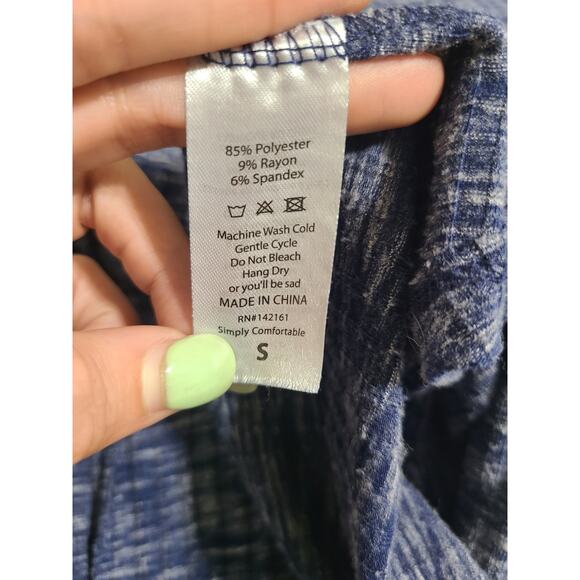 85% Polyester
9% Rayon
6% Spandex
Machine Wash Cold
Gentle Cycle
Do Not Bleach
Hang Dry
or you'll be sad
MADE IN CHINA
RN#142161
Simply Comfortable
S